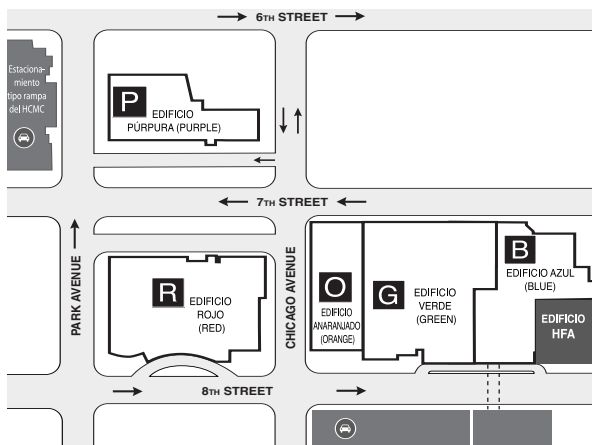 6TH STREET
Estaciona-
miento
tipo rampa
del HCMC
P
EDIFICIO
PÚRPURA (PURPLE)
7TH STREET
PARK AVENUE
CHICAGO AVENUE
R
EDIFICIO
ROJO
(RED)
O
EDIFICIO
ANARANJADO
(ORANGE)
G
EDIFICIO
VERDE
(GREEN)
B
EDIFICIO AZUL
(BLUE)
EDIFICIO
HFA
8TH STREET